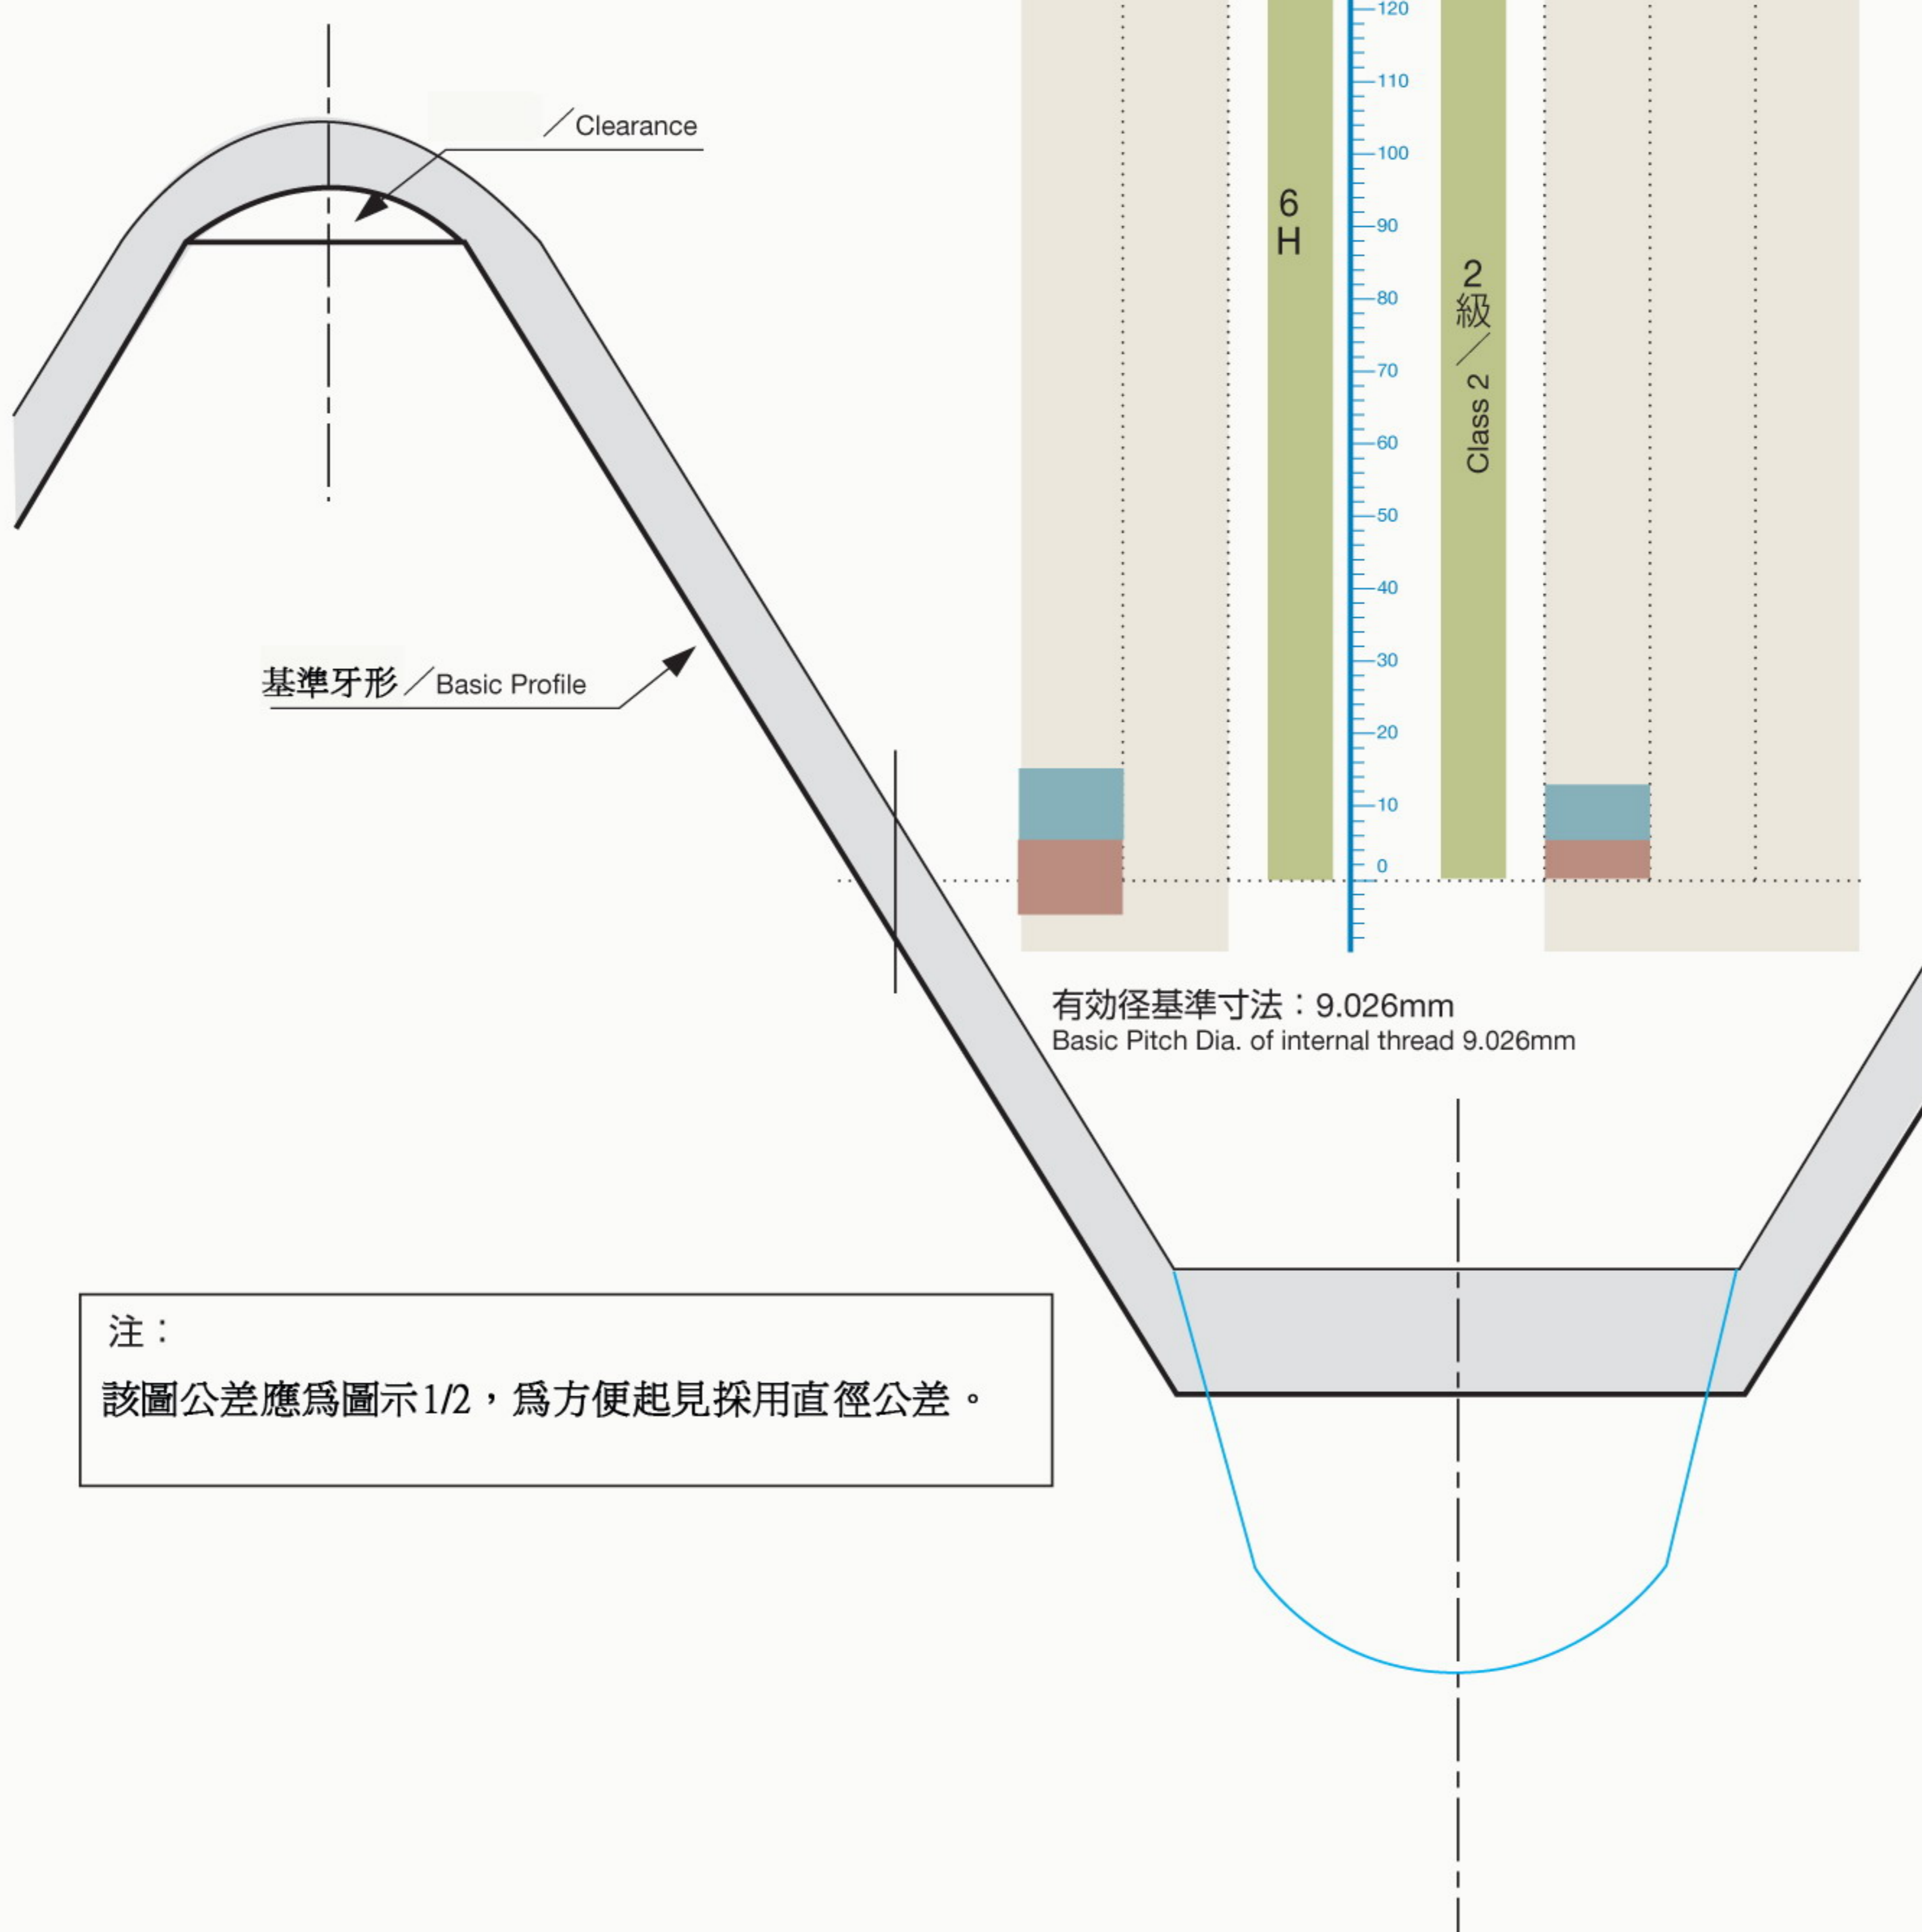 ／Clearance
基準牙形／Basic Profile
6
H
120
110
100
90
80
70
60
50
40
30
20
10
0
2級／Class 2
有効径基準寸法：9.026mm
Basic Pitch Dia. of internal thread 9.026mm
注：
該圖公差應爲圖示1/2，爲方便起見採用直徑公差。